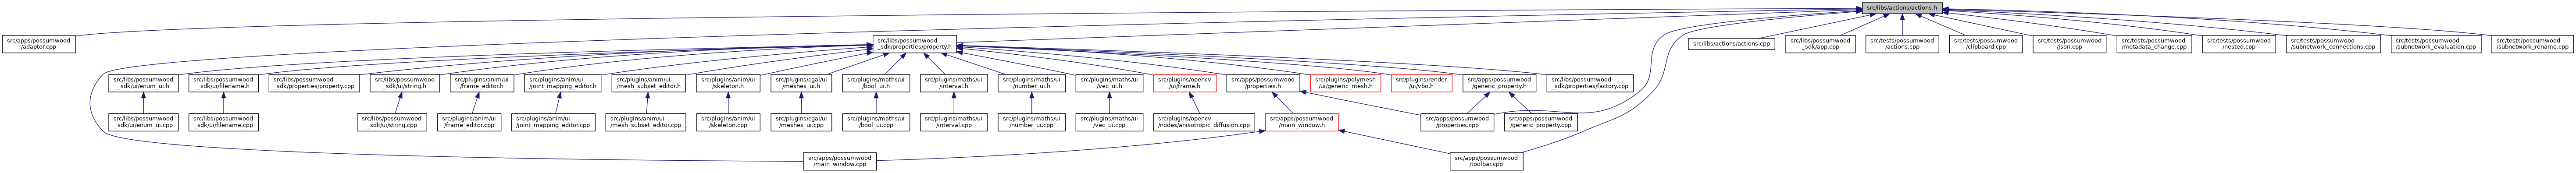 src/libs/actions/actions.h
src/apps/possumwood
/adaptor.cpp
src/libs/possumwood
_sdk/properties/property.h
src/libs/actions/actions.cpp
src/libs/possumwood
_sdk/app.cpp
src/tests/possumwood
/actions.cpp
src/tests/possumwood
/clipboard.cpp
src/tests/possumwood
/json.cpp
src/tests/possumwood
/metadata_change.cpp
src/tests/possumwood
/nested.cpp
src/tests/possumwood
/subnetwork_connections.cpp
src/tests/possumwood
/subnetwork_evaluation.cpp
src/tests/possumwood
/subnetwork_rename.cpp
src/libs/possumwood
_sdk/ui/enum_ui.h
src/libs/possumwood
_sdk/ui/filename.h
src/libs/possumwood
_sdk/properties/property.cpp
src/libs/possumwood
_sdk/ui/string.h
src/plugins/anim/ui
/frame_editor.h
src/plugins/anim/ui
/joint_mapping_editor.h
src/plugins/anim/ui
/mesh_subset_editor.h
src/plugins/anim/ui
/skeleton.h
src/plugins/cgal/ui
/meshes_ui.h
src/plugins/maths/ui
/bool_ui.h
src/plugins/maths/ui
/interval.h
src/plugins/maths/ui
/number_ui.h
src/plugins/maths/ui
/vec_ui.h
src/plugins/opencv
/ui/frame.h
src/apps/possumwood
/properties.h
src/plugins/polymesh
/ui/generic_mesh.h
src/plugins/render
/ui/vbo.h
src/apps/possumwood
/generic_property.h
src/libs/possumwood
_sdk/properties/factory.cpp
src/libs/possumwood
_sdk/ui/enum_ui.cpp
src/libs/possumwood
_sdk/ui/filename.cpp
src/libs/possumwood
_sdk/ui/string.cpp
src/plugins/anim/ui
/frame_editor.cpp
src/plugins/anim/ui
/joint_mapping_editor.cpp
src/plugins/anim/ui
/mesh_subset_editor.cpp
src/plugins/anim/ui
/skeleton.cpp
src/plugins/cgal/ui
/meshes_ui.cpp
src/plugins/maths/ui
/bool_ui.cpp
src/plugins/maths/ui
/interval.cpp
src/plugins/maths/ui
/number_ui.cpp
src/plugins/maths/ui
/vec_ui.cpp
src/plugins/opencv
/nodes/anisotropic_diffusion.cpp
src/apps/possumwood
/main_window.h
src/apps/possumwood
/properties.cpp
src/apps/possumwood
/generic_property.cpp
src/apps/possumwood
/main_window.cpp
src/apps/possumwood
/toolbar.cpp